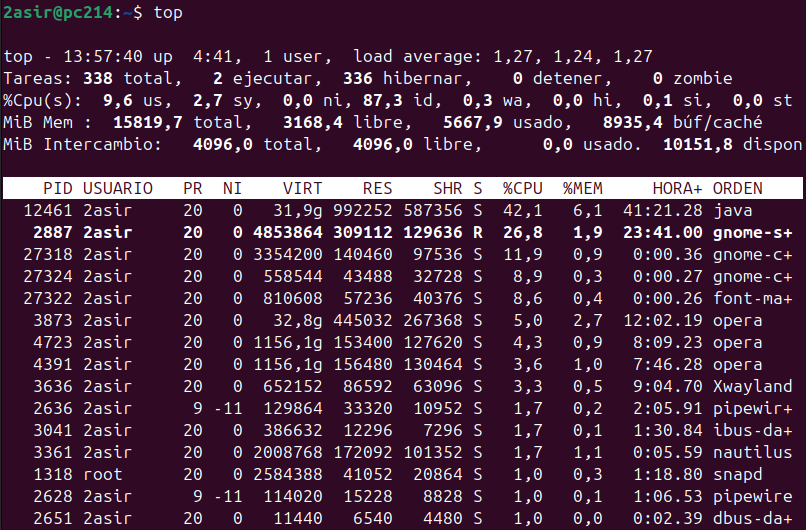 2asir@pc214:~$ top
top - 13:57:40 up  4:41,  1 user,  load average: 1,27, 1,24, 1,27
Tareas: 338 total,   2 ejecutar,  336 hibernar,    0 detener,    0 zombie
%Cpu(s):  9,6 us,  2,7 sy,  0,0 ni, 87,3 id,  0,3 wa,  0,0 hi,  0,1 si,  0,0 st
MiB Mem :  15819,7 total,   3168,4 libre,   5667,9 usado,   8935,4 búf/caché
MiB Intercambio:   4096,0 total,   4096,0 libre,      0,0 usado.  10151,8 dispon
PID USUARIO   PR  NI    VIRT    RES    SHR S  %CPU  %MEM     HORA+ ORDEN
12461 2asir     20   0   31,9g 992252 587356 S  42,1   6,1  41:21.28 java
2887 2asir     20   0 4853864 309112 129636 R  26,8   1,9  23:41.00 gnome-s+
27318 2asir     20   0 3354200 140460  97536 S  11,9   0,9   0:00.36 gnome-c+
27324 2asir     20   0  558544  43488  32728 S   8,9   0,3   0:00.27 gnome-c+
27322 2asir     20   0  810608  57236  40376 S   8,6   0,4   0:00.26 font-ma+
3873 2asir     20   0   32,8g 445032 267368 S   5,0   2,7  12:02.19 opera
4723 2asir     20   0 1156,1g 153400 127620 S   4,3   0,9   8:09.23 opera
4391 2asir     20   0 1156,1g 156480 130464 S   3,6   1,0   7:46.28 opera
3636 2asir     20   0  652152  86592  63096 S   3,3   0,5   9:04.70 Xwayland
2636 2asir      9 -11  129864  33320  10952 S   1,7   0,2   2:05.91 pipewir+
3041 2asir     20   0  386632  12296   7296 S   1,7   0,1   1:30.84 ibus-da+
3361 2asir     20   0 2008768 172092 101352 S   1,7   1,1   0:05.59 nautilus
1318 root      20   0 2584388  41052  20864 S   1,0   0,3   1:18.80 snapd
2628 2asir      9 -11  114020  15228   8828 S   1,0   0,1   1:06.53 pipewire
2651 2asir     20   0   11440   6540   4480 S   1,0   0,0   0:02.39 dbus-da+